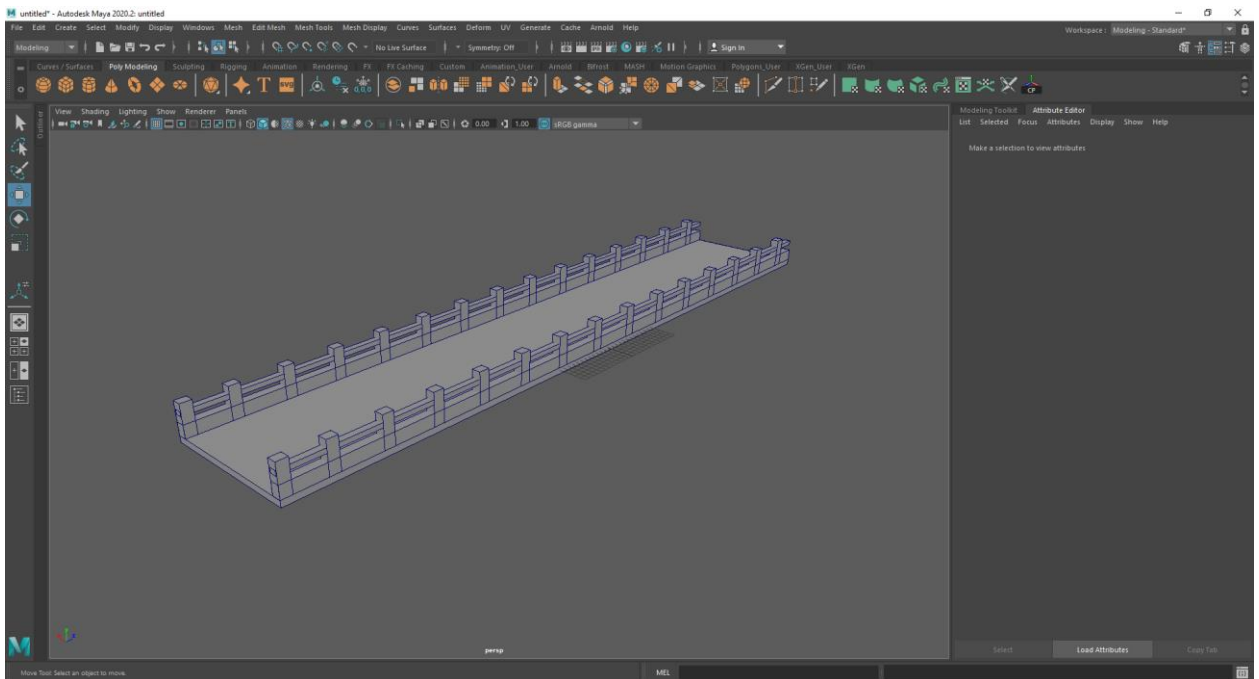 untitled* - Autodesk Maya 2020.2: untitled
File Edit Create Select Modify Display Windows Mesh Edit Mesh Mesh Tools Mesh Display Curves Surfaces Deform UV Generate Cache Arnold Help Workspace: Modeling - Standard*
Modeling No Live Surface Symmetry: Off Sign In
Curves / Surfaces Poly Modeling Sculpting Rigging Animation Rendering FX FX Caching Custom Animation_User Arnold Bifrost MASH Motion Graphics Polygons_User XGen_User XGen
T 0,0,0 CP
Outliner
View Shading Lighting Show Renderer Panels
0.00 1.00 sRGB gamma
Modeling Toolkit Attribute Editor
List Selected Focus Attributes Display Show Help
Make a selection to view attributes
persp
Select Load Attributes Copy Tab
Move Tool: Select an object to move. MEL